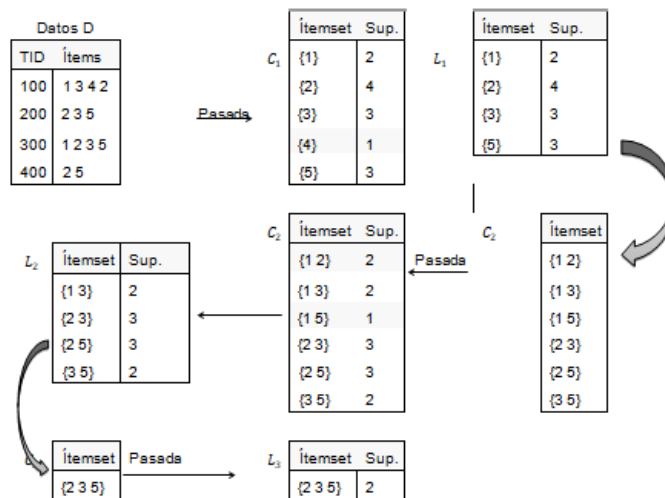 Datos D
TID Ítems
100 1 3 4 2
200 2 3 5
300 1 2 3 5
400 2 5
Pasada
C₁
Ítemset Sup.
{1} 2
{2} 4
{3} 3
{4} 1
{5} 3
L₁
Ítemset Sup.
{1} 2
{2} 4
{3} 3
{5} 3
C₂
Ítemset
{1 2}
{1 3}
{1 5}
{2 3}
{2 5}
{3 5}
Pasada
C₂
Ítemset Sup.
{1 2} 2
{1 3} 2
{1 5} 1
{2 3} 3
{2 5} 3
{3 5} 2
L₂
Ítemset Sup.
{1 3} 2
{2 3} 3
{2 5} 3
{3 5} 2
Ítemset
{2 3 5}
Pasada
L₃
Ítemset Sup.
{2 3 5} 2